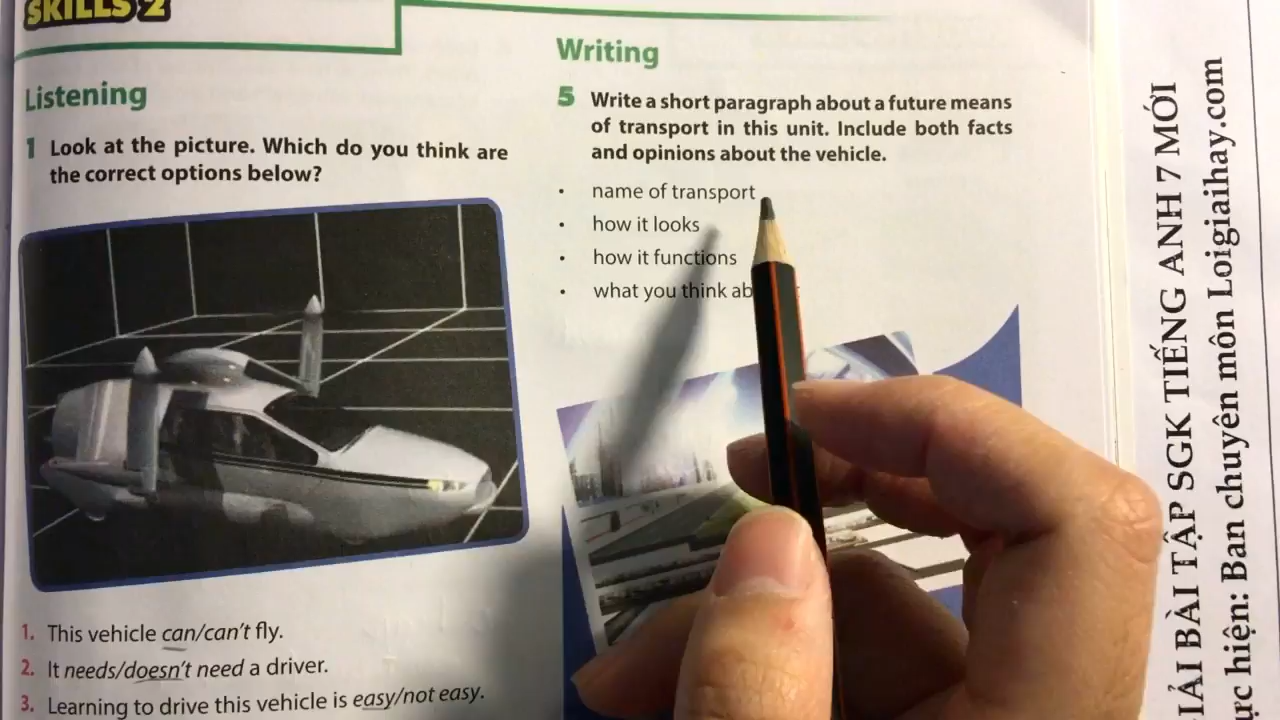 SKILLS 2
Listening
1 Look at the picture. Which do you think are
the correct options below?
1. This vehicle can/can't fly.
2. It needs/doesn't need a driver.
3. Learning to drive this vehicle is easy/not easy.
Writing
5 Write a short paragraph about a future means
of transport in this unit. Include both facts
and opinions about the vehicle.
• name of transport
• how it looks
• how it functions
• what you think
IẢI BÀI TẬP SGK TIẾNG ANH 7 MỚI
ực hiện: Ban chuyên môn Loigiaihay.com